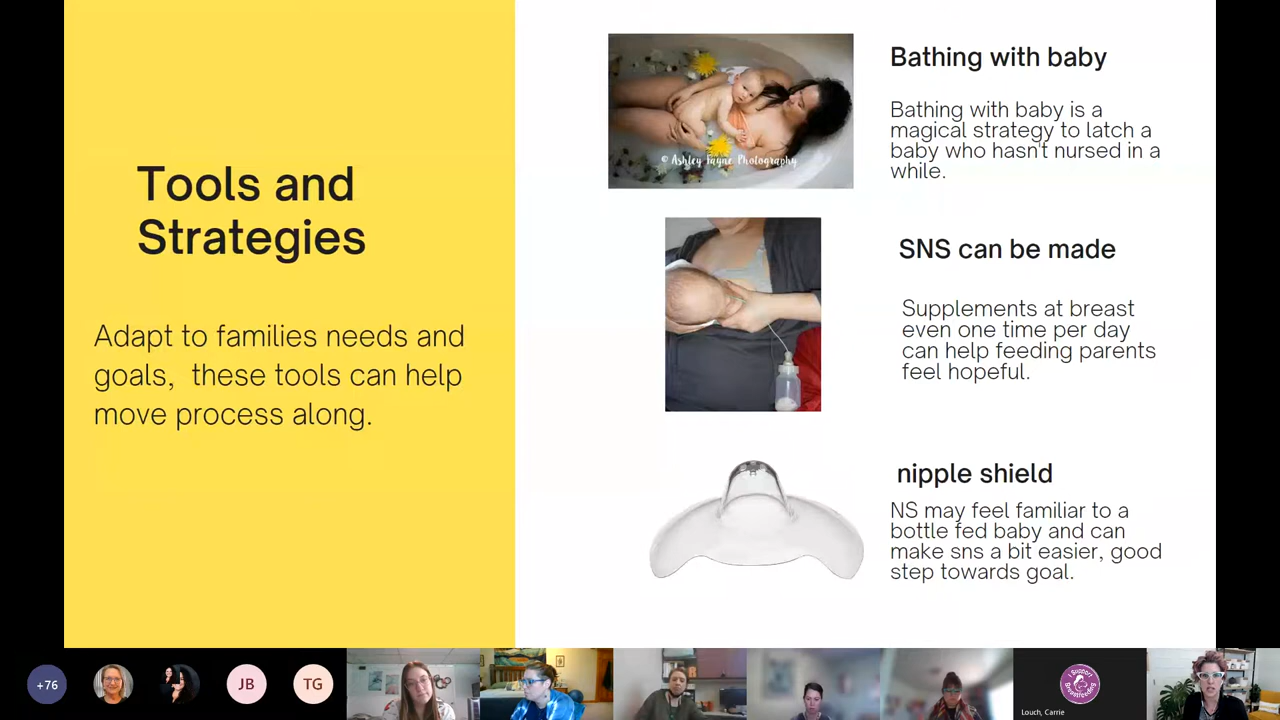 Tools and
Strategies
Adapt to families needs and
goals, these tools can help
move process along.
© Ashley Fayne Photography
Bathing with baby
Bathing with baby is a
magical strategy to latch a
baby who hasn't nursed in a
while.
SNS can be made
Supplements at breast
even one time per day
can help feeding parents
feel hopeful.
nipple shield
NS may feel familiar to a
bottle fed baby and can
make sns a bit easier, good
step towards goal.
+76
JB
TG
I Support
Breastfeeding
Louch, Carrie